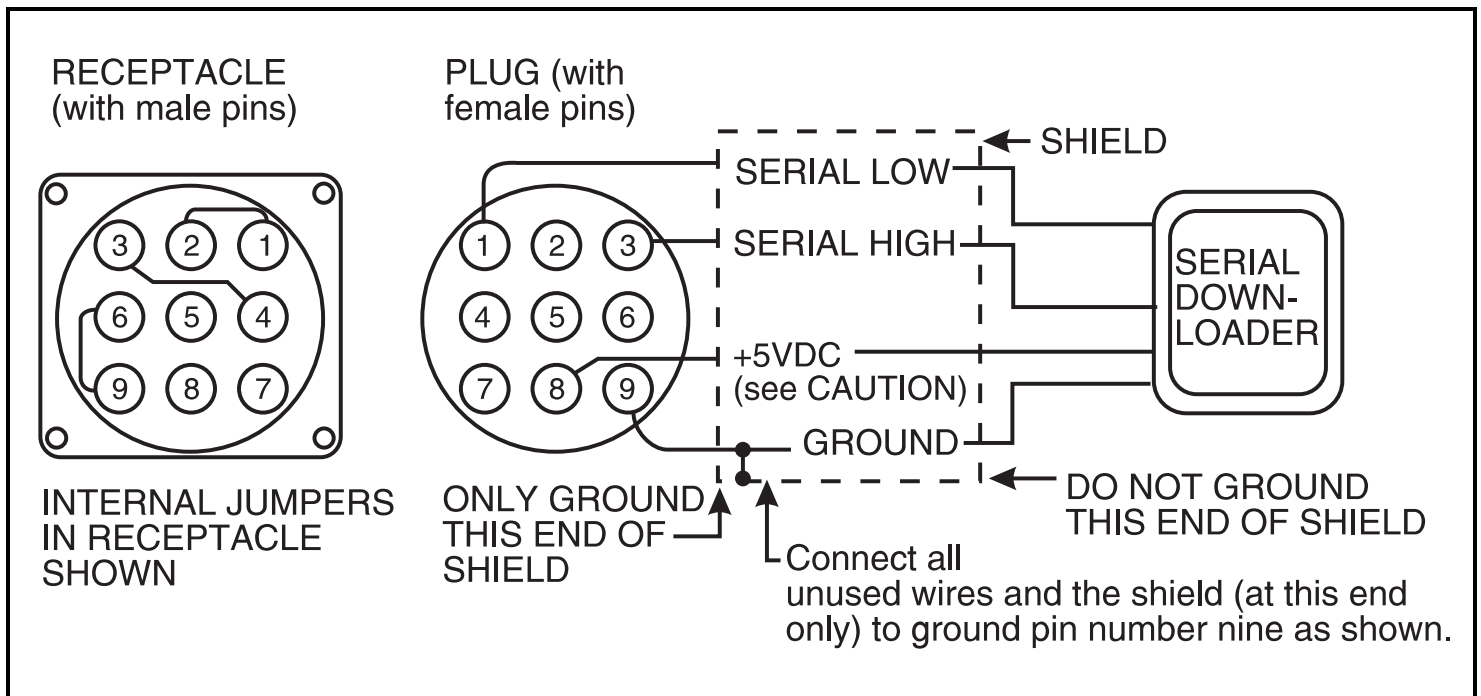 RECEPTACLE
(with male pins)
3
2
1
6
5
4
9
8
7
INTERNAL JUMPERS
IN RECEPTACLE
SHOWN
PLUG (with
female pins)
1
2
3
4
5
6
7
8
9
SHIELD
SERIAL LOW
SERIAL HIGH
+5VDC
(see CAUTION)
GROUND
SERIAL
DOWN-
LOADER
ONLY GROUND
THIS END OF
SHIELD
DO NOT GROUND
THIS END OF SHIELD
Connect all
unused wires and the shield (at this end
only) to ground pin number nine as shown.